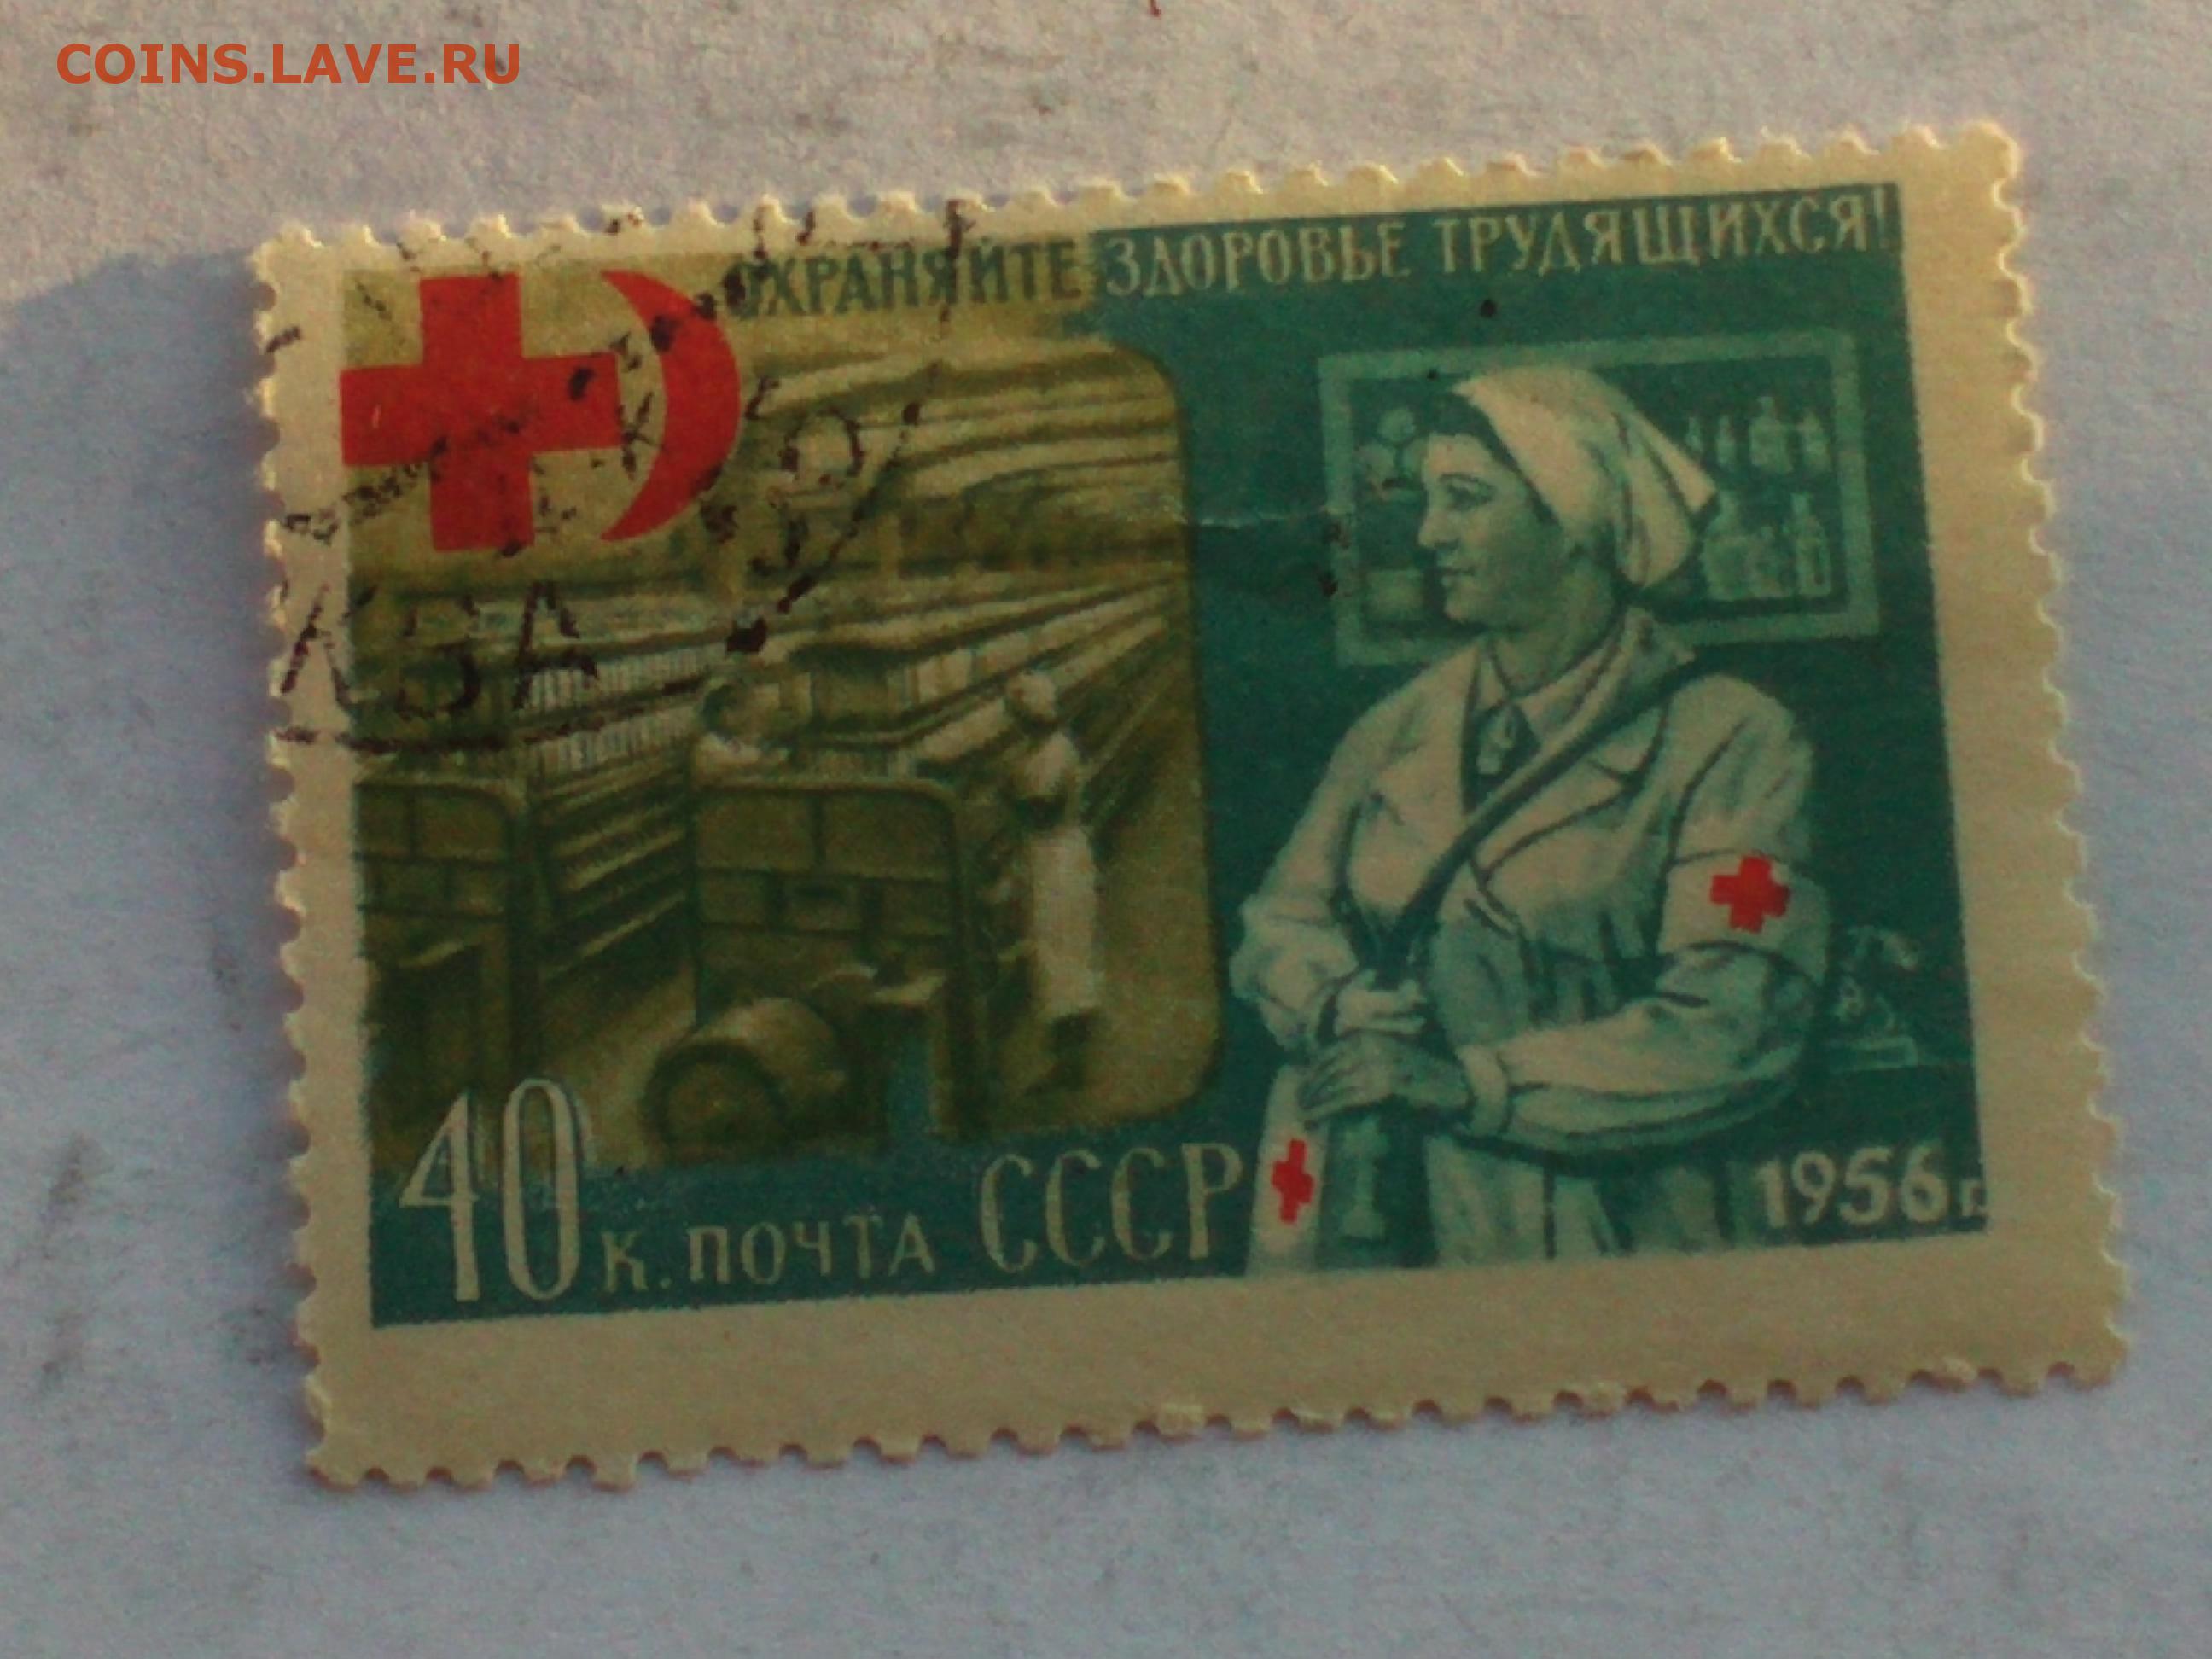 COINS.LAVE.RU
ОХРАНЯЙТЕ ЗДОРОВЬЕ ТРУДЯЩИХСЯ!
40 к. ПОЧТА СССР
1956 г.